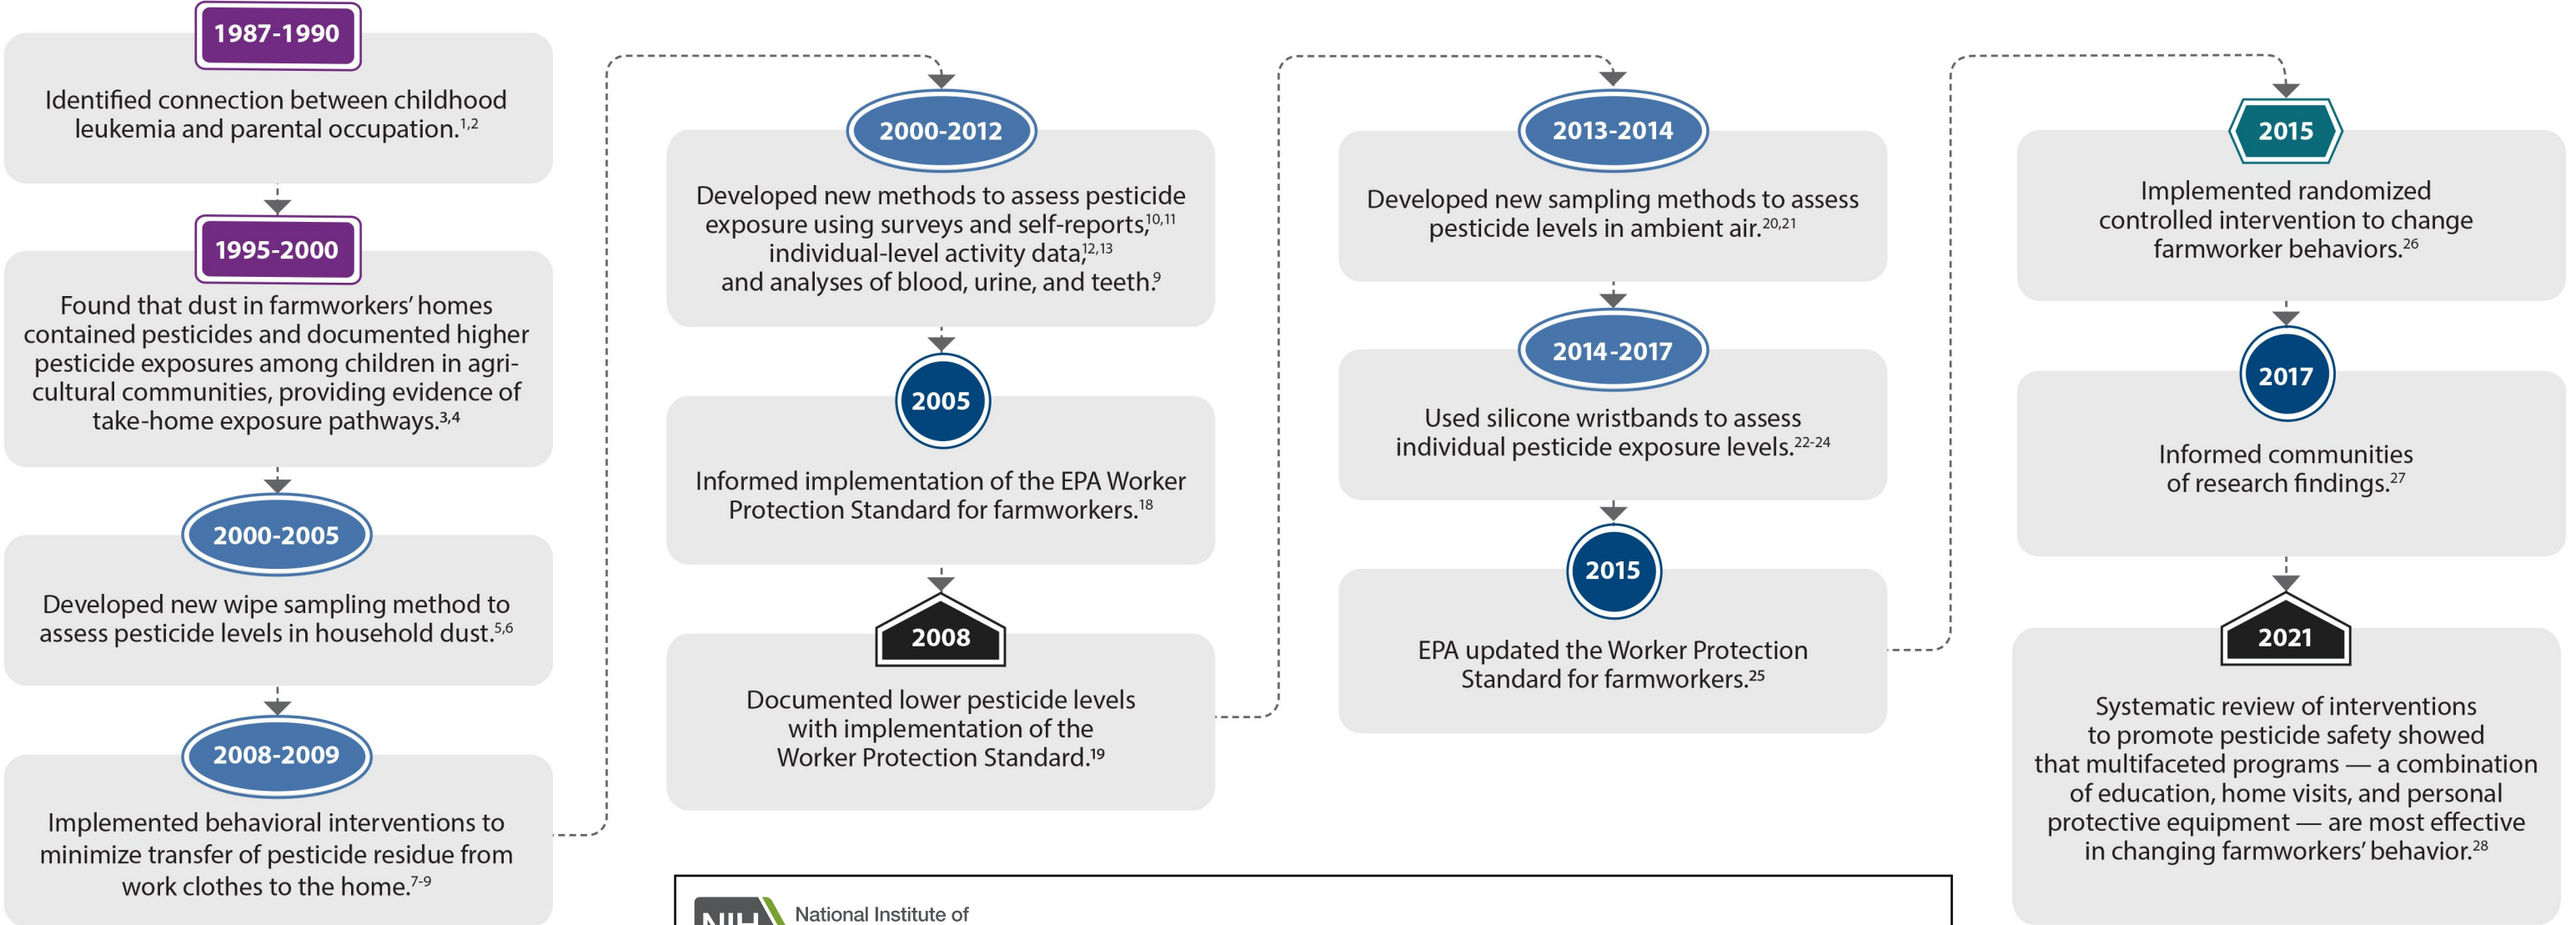 1987-1990
Identified connection between childhood
leukemia and parental occupation.1,2
1995-2000
Found that dust in farmworkers’ homes
contained pesticides and documented higher
pesticide exposures among children in agri-
cultural communities, providing evidence of
take-home exposure pathways.3,4
2000-2005
Developed new wipe sampling method to
assess pesticide levels in household dust.5,6
2008-2009
Implemented behavioral interventions to
minimize transfer of pesticide residue from
work clothes to the home.7-9
2000-2012
Developed new methods to assess pesticide
exposure using surveys and self-reports,10,11
individual-level activity data,12,13
and analyses of blood, urine, and teeth.9
2005
Informed implementation of the EPA Worker
Protection Standard for farmworkers.18
2008
Documented lower pesticide levels
with implementation of the
Worker Protection Standard.19
2013-2014
Developed new sampling methods to assess
pesticide levels in ambient air.20,21
2014-2017
Used silicone wristbands to assess
individual pesticide exposure levels.22-24
2015
EPA updated the Worker Protection
Standard for farmworkers.25
2015
Implemented randomized
controlled intervention to change
farmworker behaviors.26
2017
Informed communities
of research findings.27
2021
Systematic review of interventions
to promote pesticide safety showed
that multifaceted programs — a combination
of education, home visits, and personal
protective equipment — are most effective
in changing farmworkers’ behavior.28
NIH
National Institute of